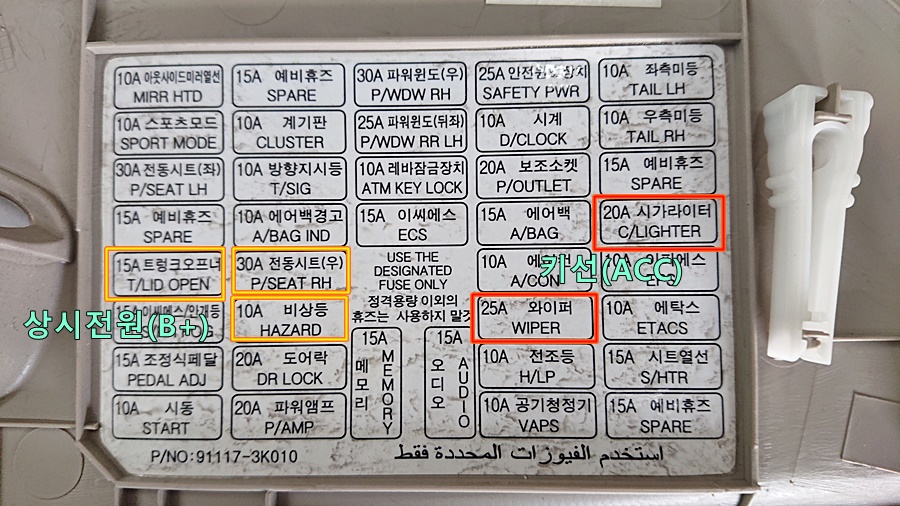 10A 아웃사이드미러열선
MIRR HTD
15A 예비휴즈
SPARE
30A 파워윈도(우)
P/WDW RH
25A 안전원 장치
SAFETY PWR
10A 좌측미등
TAIL LH
10A 스포츠모드
SPORT MODE
10A 계기판
CLUSTER
25A 파워윈도(뒤좌)
P/WDW RR LH
10A 시계
D/CLOCK
10A 우측미등
TAIL RH
30A 전동시트(좌)
P/SEAT LH
10A 방향지시등
T/SIG
10A 레바잠금장치
ATM KEY LOCK
20A 보조소켓
P/OUTLET
15A 예비휴즈
SPARE
15A 예비휴즈
SPARE
10A 에어백경고
A/BAG IND
15A 이씨에스
ECS
15A 에어백
A/BAG
20A 시가라이터
C/LIGHTER
15A 트렁크오프너
T/LID OPEN
30A 전동시트(우)
P/SEAT RH
USE THE
DESIGNATED
FUSE ONLY
정격용량 이외의
휴즈는 사용하지 말것
10A
A/CON
키선(ACC)
상시전원(B+)
10A 비상등
HAZARD
25A 와이퍼
WIPER
10A 에탁스
ETACS
15A 조정식페달
PEDAL ADJ
20A 도어락
DR LOCK
15A
메모리
MEMORY
15A
오디오
AUDIO
10A 전조등
H/LP
15A 시트열선
S/HTR
10A 시동
START
20A 파워앰프
P/AMP
10A 공기청정기
VAPS
15A 예비휴즈
SPARE
P/NO:91117-3K010
استخدم الفيوزات المحددة فقط